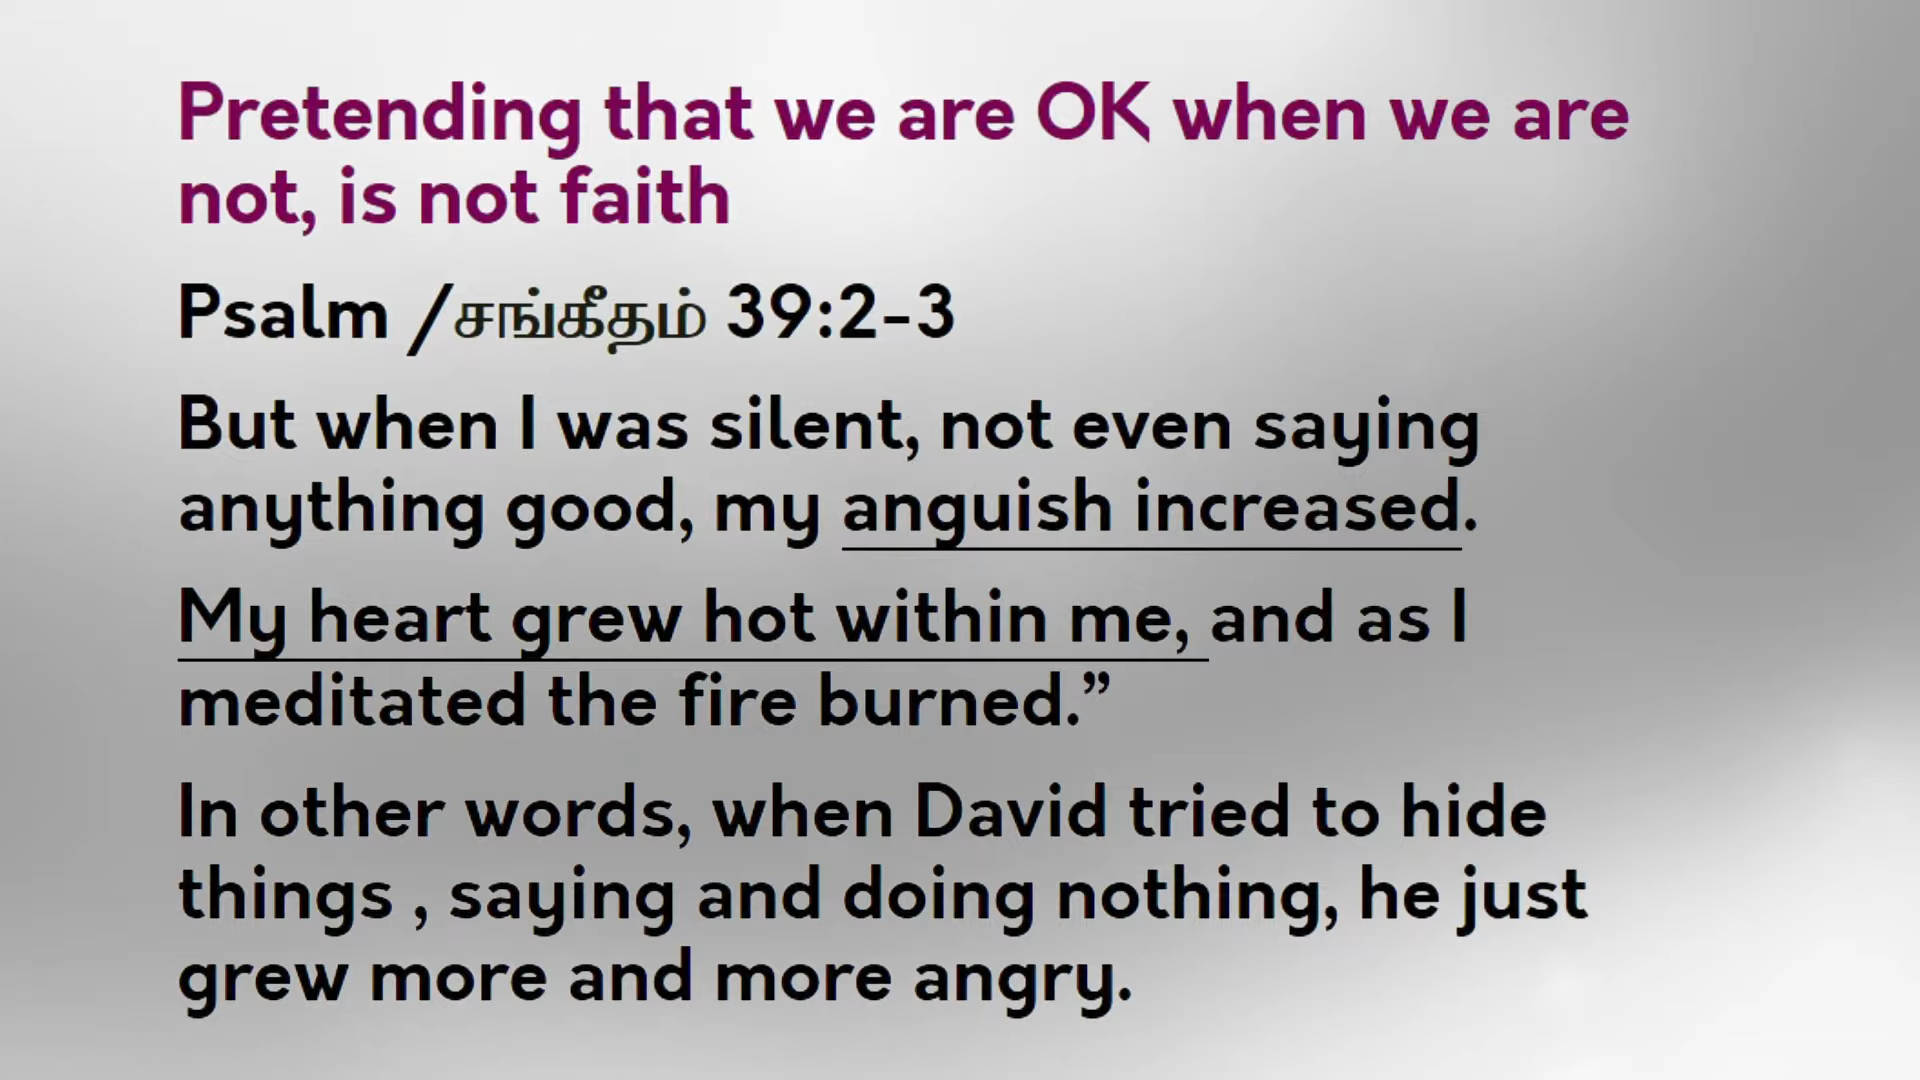 Pretending that we are OK when we are
not, is not faith
Psalm /சங்கீதம் 39:2-3
But when I was silent, not even saying
anything good, my anguish increased.
My heart grew hot within me, and as I
meditated the fire burned.”
In other words, when David tried to hide
things , saying and doing nothing, he just
grew more and more angry.